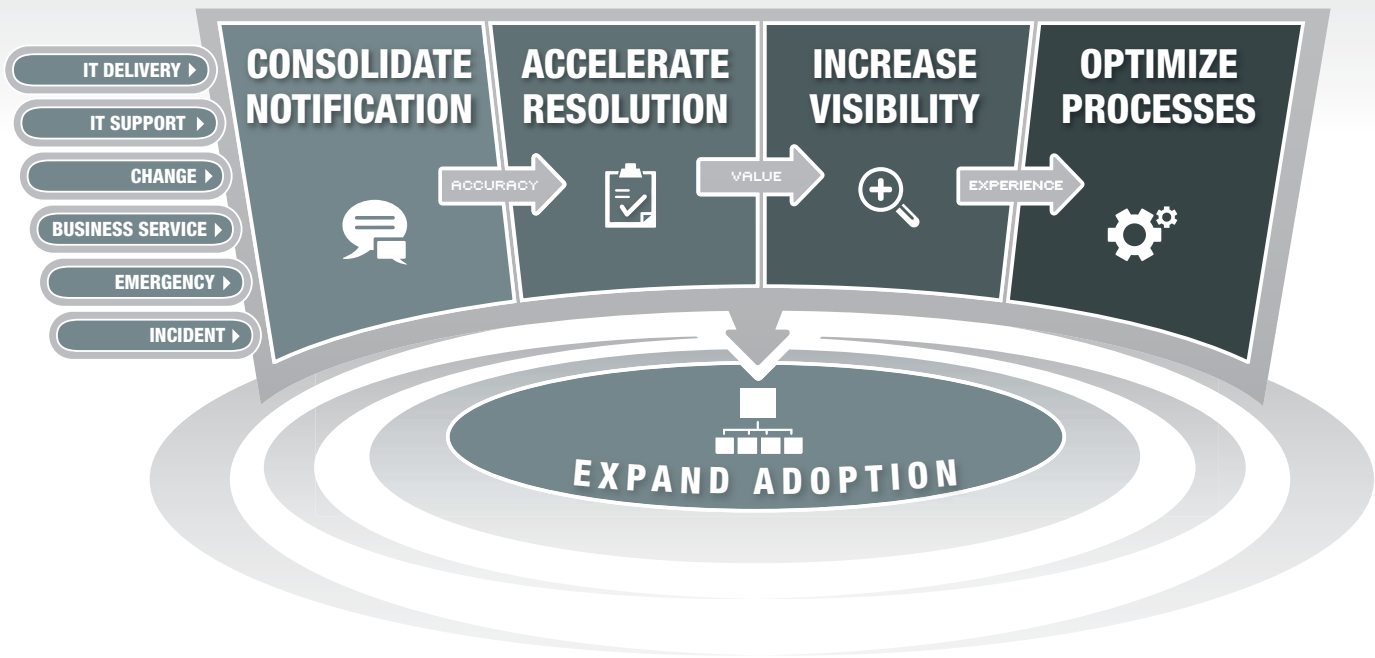 IT DELIVERY
IT SUPPORT
CHANGE
BUSINESS SERVICE
EMERGENCY
INCIDENT
CONSOLIDATE
NOTIFICATION
ACCURACY
ACCELERATE
RESOLUTION
VALUE
INCREASE
VISIBILITY
EXPERIENCE
OPTIMIZE
PROCESSES
EXPAND ADOPTION